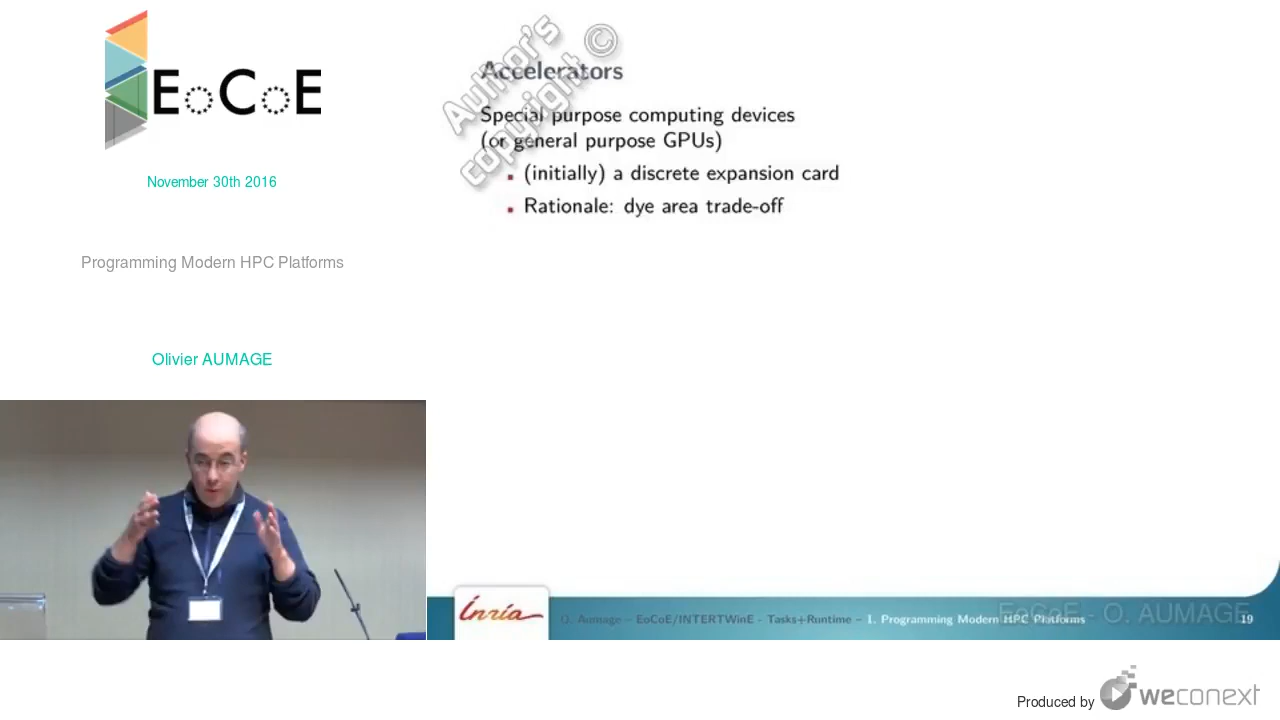 EoCoE
November 30th 2016
Programming Modern HPC Platforms
Olivier AUMAGE
Author's
copyright ©
Accelerators
Special purpose computing devices
(or general purpose GPUs)
(initially) a discrete expansion card
Rationale: dye area trade-off
Inria
O. Aumage – EoCoE/INTERTWinE - Tasks+Runtime – 1. Programming Modern HPC Platforms
EoCoE - O. AUMAGE
19
Produced by weconext